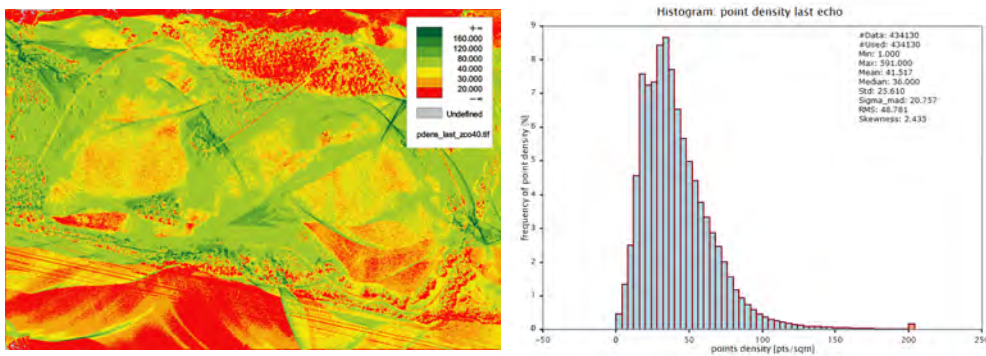 +∞
160.000
120.000
80.000
40.000
30.000
20.000
-∞
Undefined
pdens_last_zoo40.tif
Histogram: point density last echo
#Data: 434130
#Used: 434130
Min: 1.000
Max: 591.000
Mean: 41.517
Median: 36.000
Std: 25.610
Sigma_mad: 20.757
RMS: 48.781
Skewness: 2.435
frequency of point density [%]
9
8
7
6
5
4
3
2
1
0
-50
0
50
100
150
200
250
points density [pts/sqm]